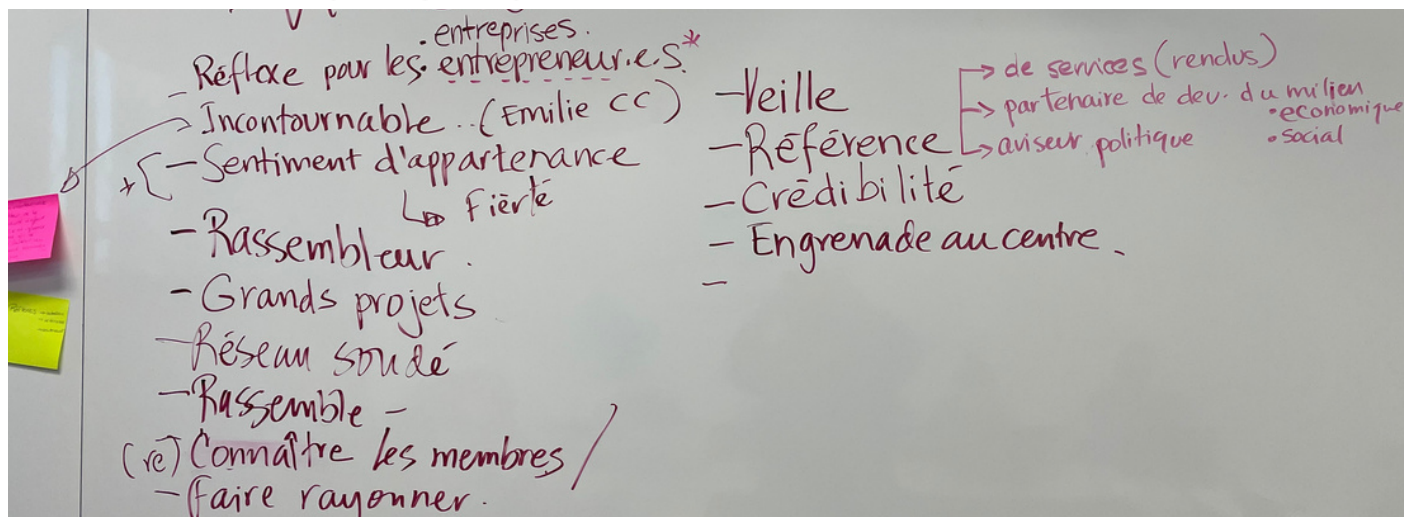 • entreprises.
- Réflexe pour les • entrepreneur.e.s.*
Incontournable .. (Emilie CC)
* [ - Sentiment d'appartenance
↳ Fierté
- Rassembleur.
- Grands projets
- Réseau soudé
- Rassemble -
(re) Connaître les membres /
- faire rayonner.
- Veille
- Référence
→ de services (rendus)
→ partenaire de dev. du milieu
• economique
• social
→ aviseur politique
- Crédibilité
- Engrenade au centre.
-